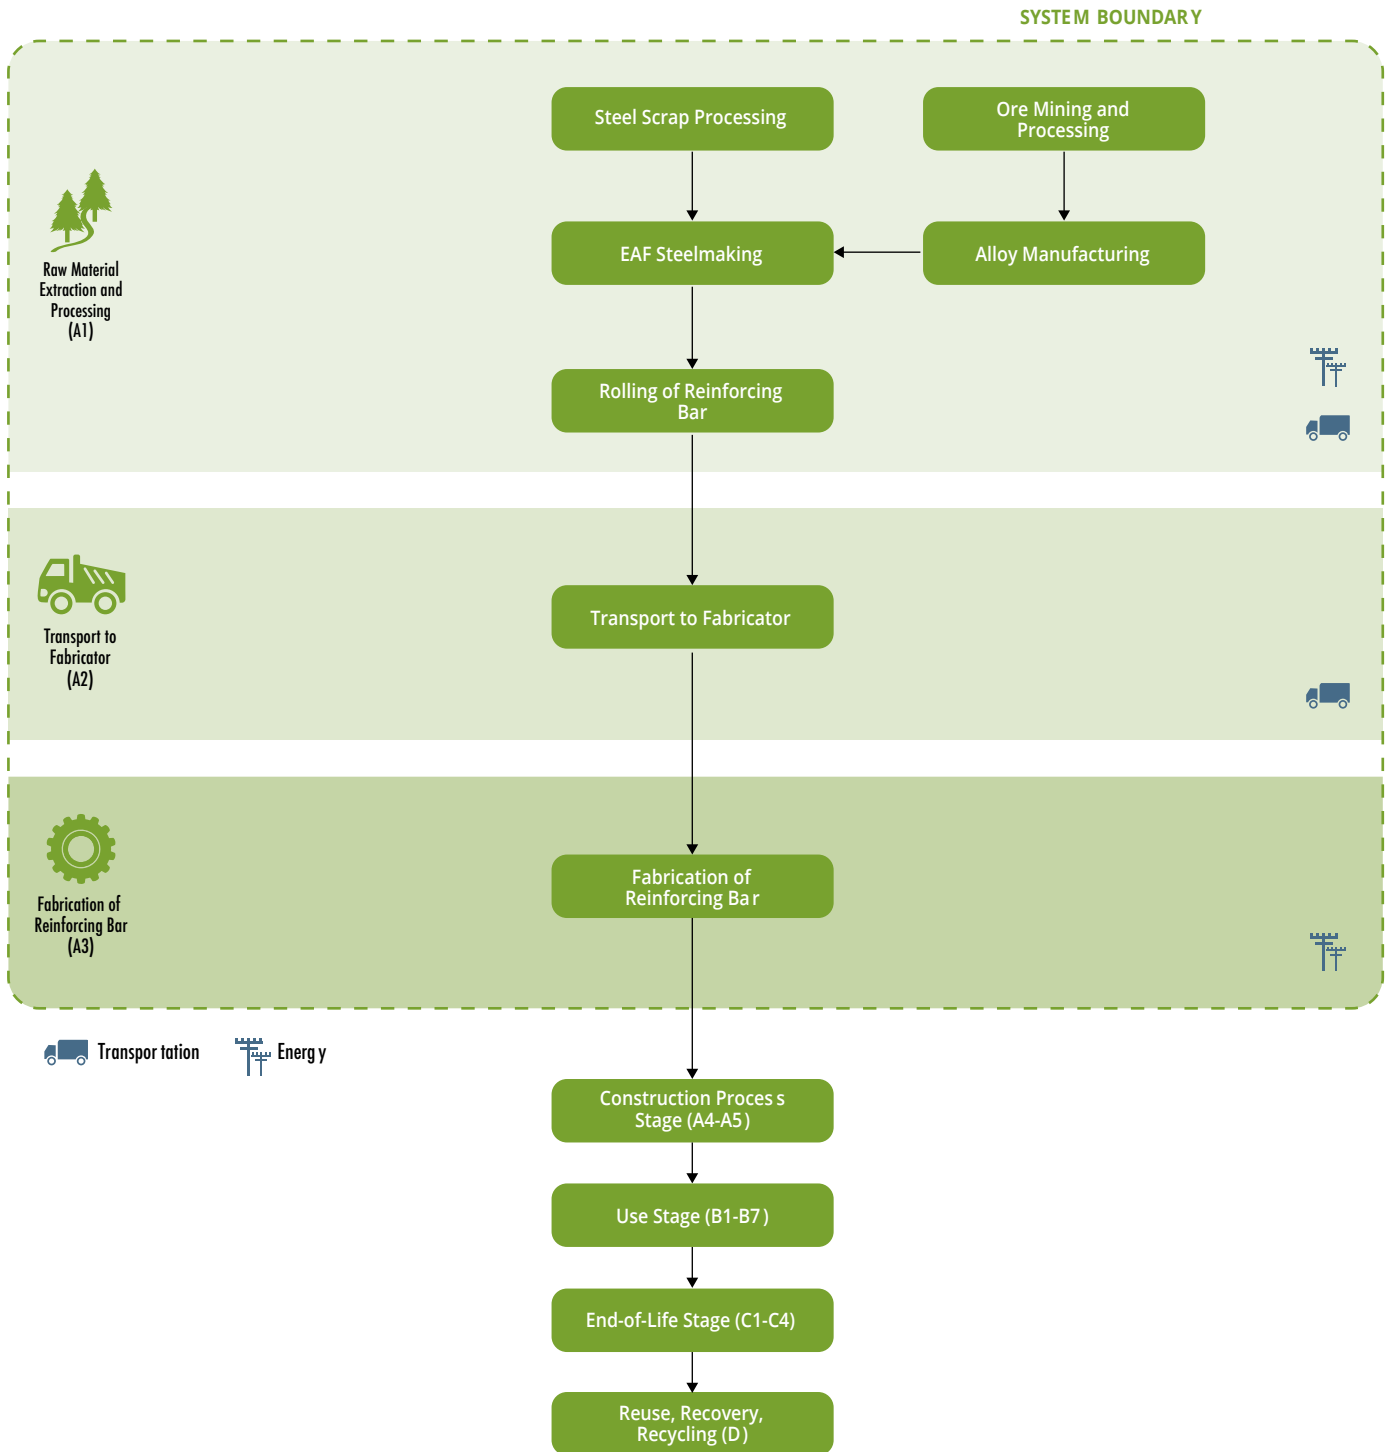 SYSTEM BOUNDARY
Steel Scrap Processing
Ore Mining and
Processing
Raw Material
Extraction and
Processing
(A1)
EAF Steelmaking
Alloy Manufacturing
Rolling of Reinforcing
Bar
Transport to
Fabricator
(A2)
Transport to Fabricator
Fabrication of
Reinforcing Bar
(A3)
Fabrication of
Reinforcing Bar
Transportation
Energy
Construction Process
Stage (A4-A5)
Use Stage (B1-B7)
End-of-Life Stage (C1-C4)
Reuse, Recovery,
Recycling (D)